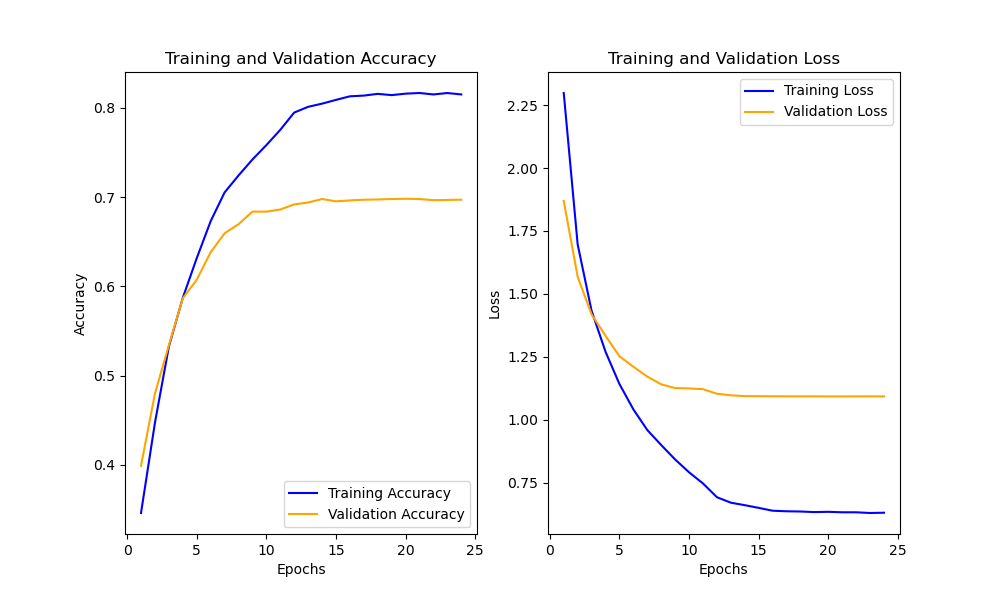 Training and Validation Accuracy
0.8
0.7
0.6
0.5
0.4
Accuracy
Training Accuracy
Validation Accuracy
0 5 10 15 20 25
Epochs
Training and Validation Loss
2.25
2.00
1.75
1.50
1.25
1.00
0.75
Loss
Training Loss
Validation Loss
0 5 10 15 20 25
Epochs